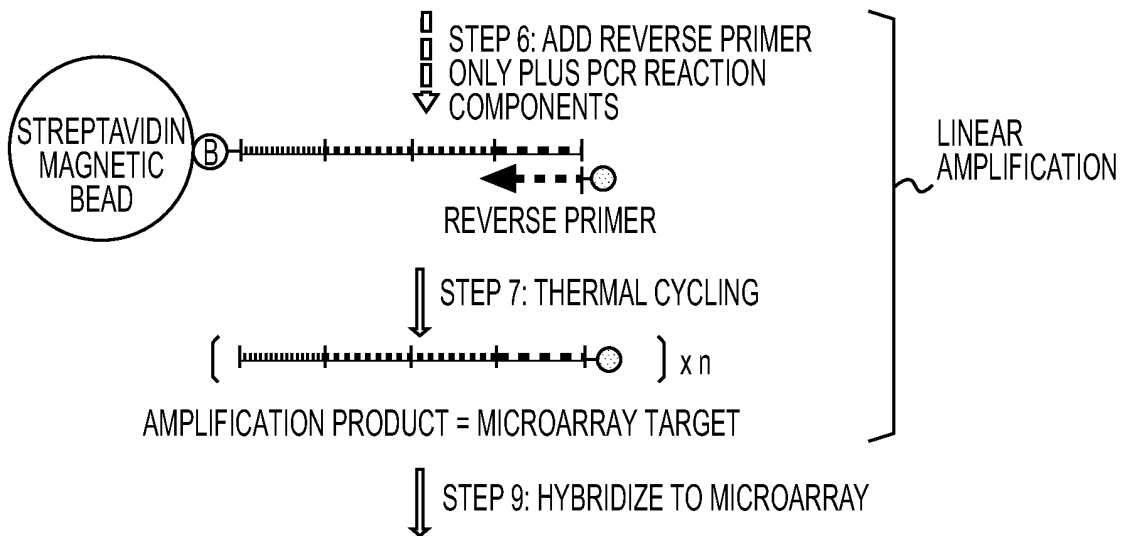 STEP 6: ADD REVERSE PRIMER
ONLY PLUS PCR REACTION
COMPONENTS
STREPTAVIDIN
MAGNETIC
BEAD
B
LINEAR
AMPLIFICATION
REVERSE PRIMER
STEP 7: THERMAL CYCLING
x n
AMPLIFICATION PRODUCT = MICROARRAY TARGET
STEP 9: HYBRIDIZE TO MICROARRAY